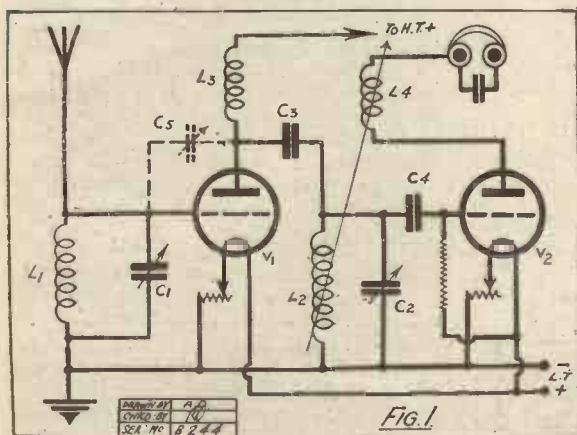 TO H.T.+
L3
L4
C5
C3
C4
V1
V2
L1
C1
L2
C2
−
L.T
+
DRAWN BY
CHKD. BY
SER. NO B 244
FIG. 1.